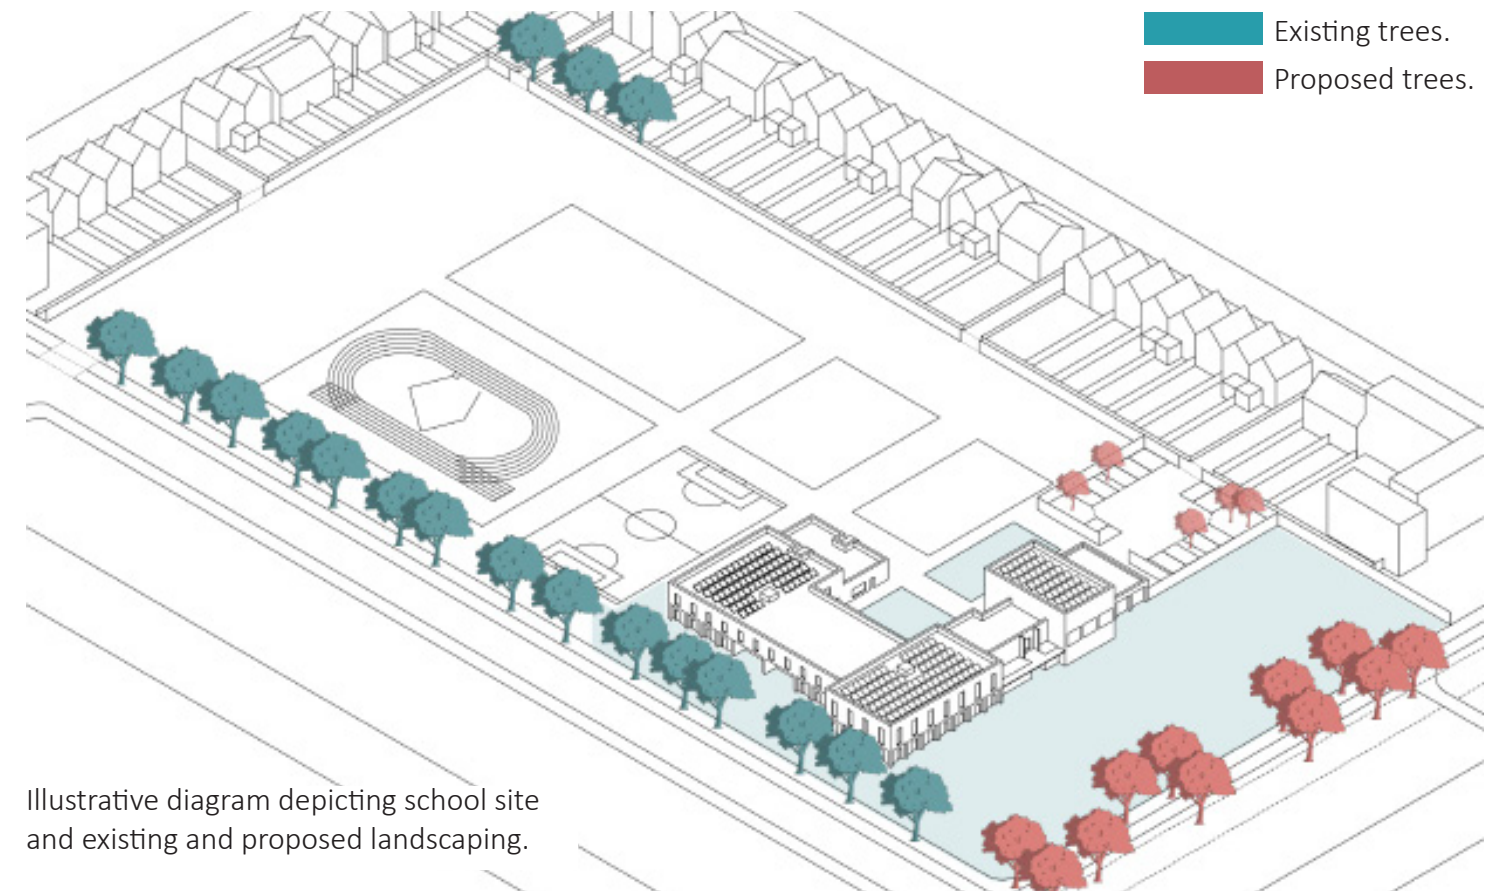 Existing trees.
Proposed trees.
Illustrative diagram depicting school site
and existing and proposed landscaping.